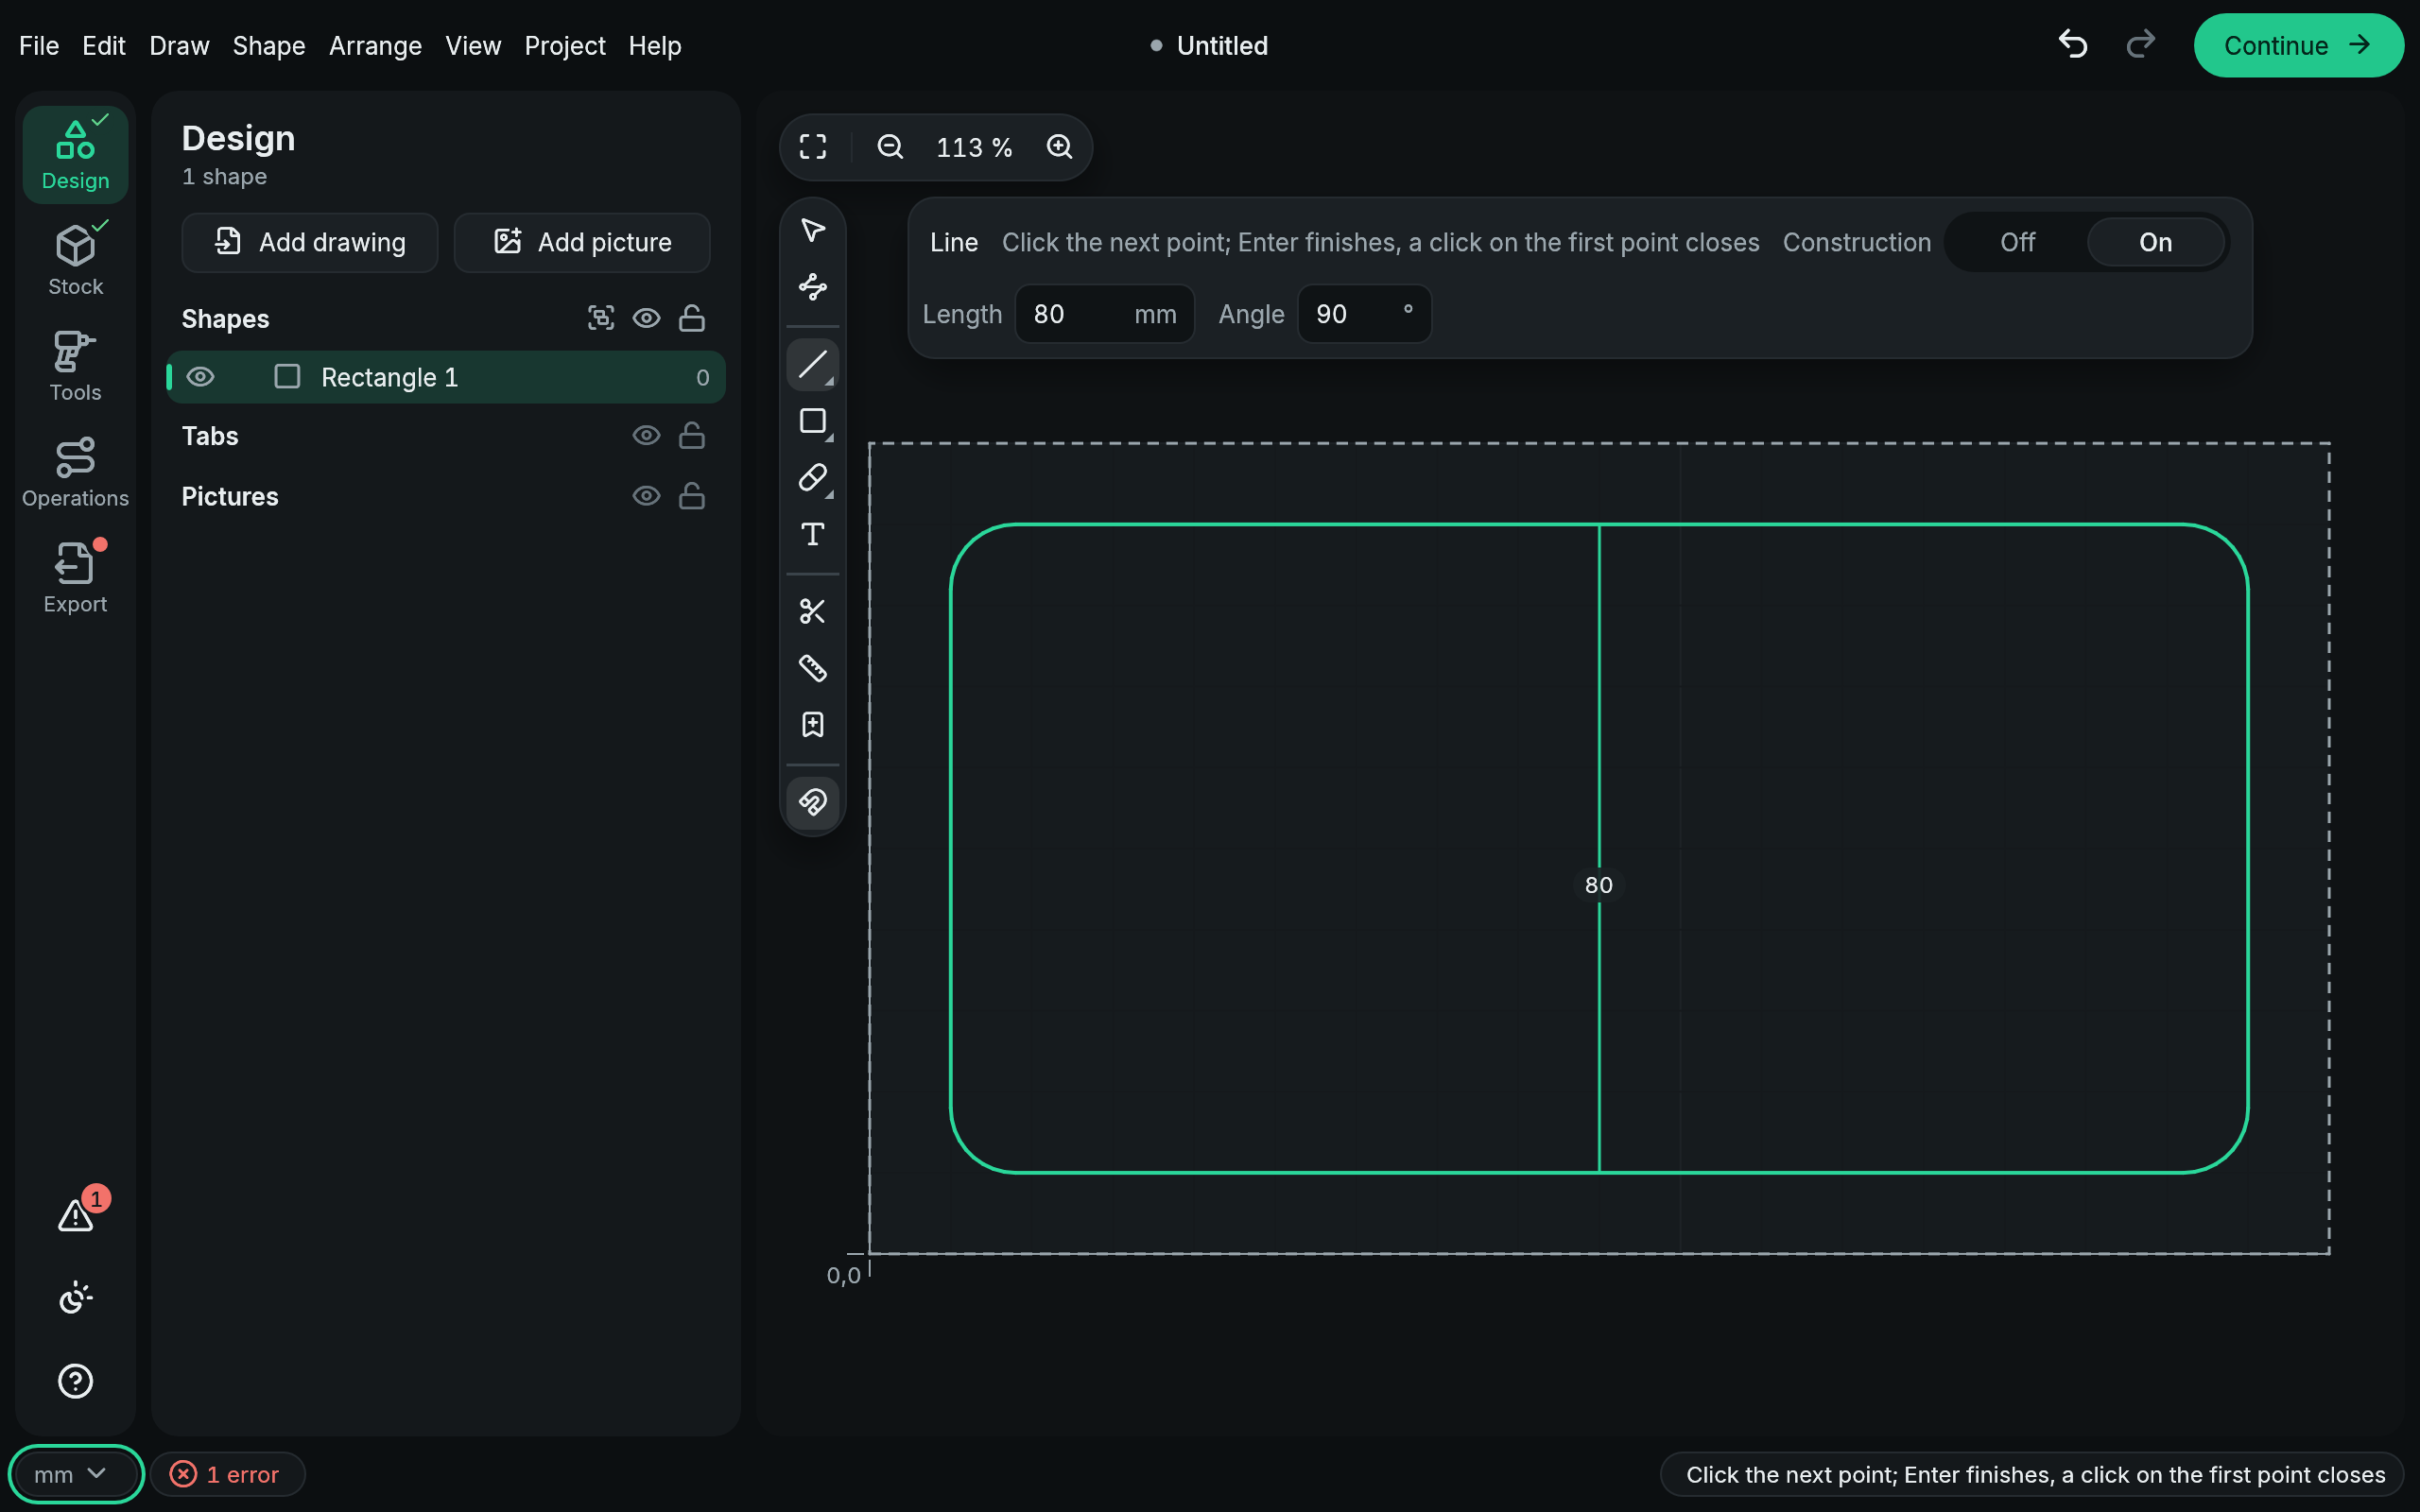 File Edit Draw Shape Arrange View Project Help
Untitled
Continue
Design
Stock
Tools
Operations
Export
1
Design
1 shape
Add drawing
Add picture
Shapes
Rectangle 1
0
Tabs
Pictures
113 %
Line Click the next point; Enter finishes, a click on the first point closes Construction Off On
Length 80 mm Angle 90 °
80
0,0
mm
1 error
Click the next point; Enter finishes, a click on the first point closes